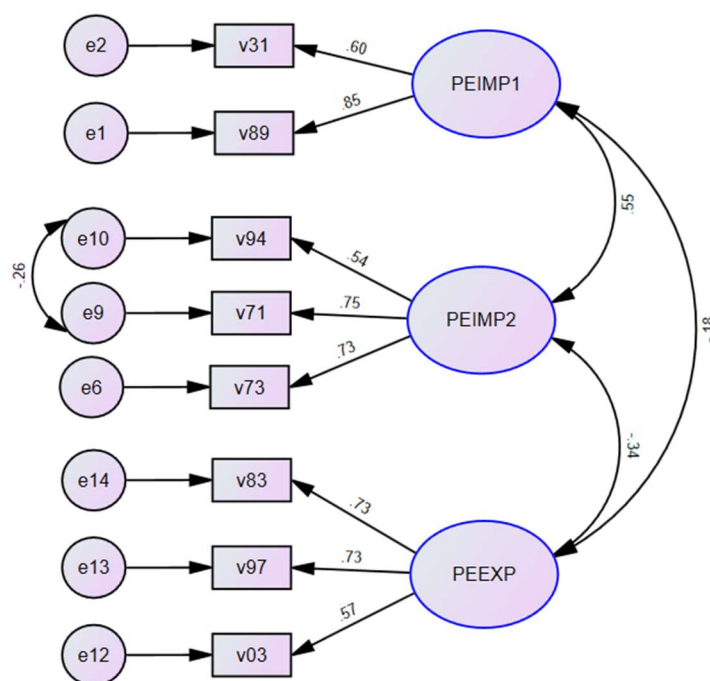 e2
v31
.60
PEIMP1
e1
v89
.85
.55
e10
v94
.54
-.26
e9
v71
.75
PEIMP2
e6
v73
.73
-.18
-.34
e14
v83
.73
e13
v97
.73
PEEXP
e12
v03
.57